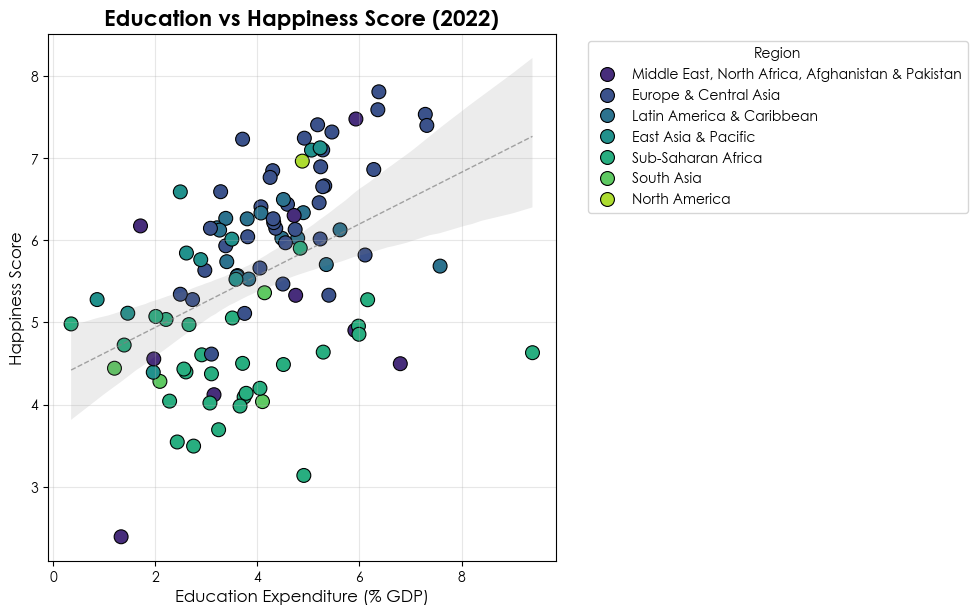 Education vs Happiness Score (2022)
Region
Middle East, North Africa, Afghanistan & Pakistan
Europe & Central Asia
Latin America & Caribbean
East Asia & Pacific
Sub-Saharan Africa
South Asia
North America
Happiness Score
8
7
6
5
4
3
0 2 4 6 8
Education Expenditure (% GDP)